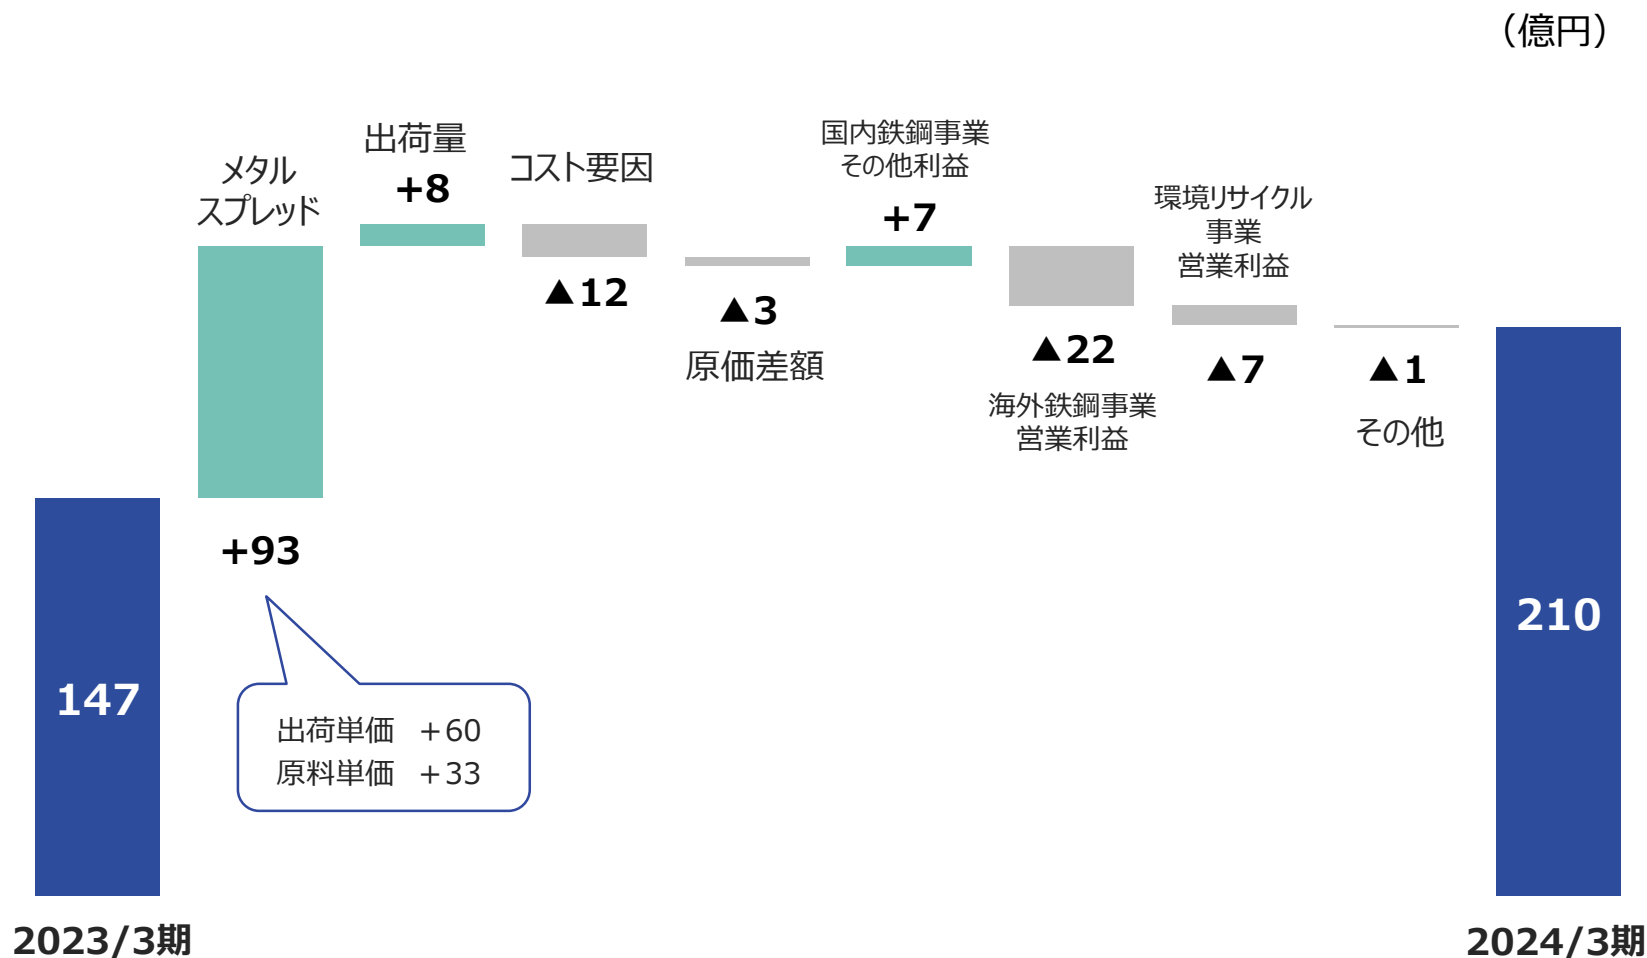 （億円）
メタル
スプレッド
+93
出荷単価 ＋60
原料単価 ＋33
出荷量
+8
コスト要因
▲12
▲3
原価差額
国内鉄鋼事業
その他利益
+7
▲22
海外鉄鋼事業
営業利益
環境リサイクル
事業
営業利益
▲7
▲1
その他
147
2023/3期
210
2024/3期